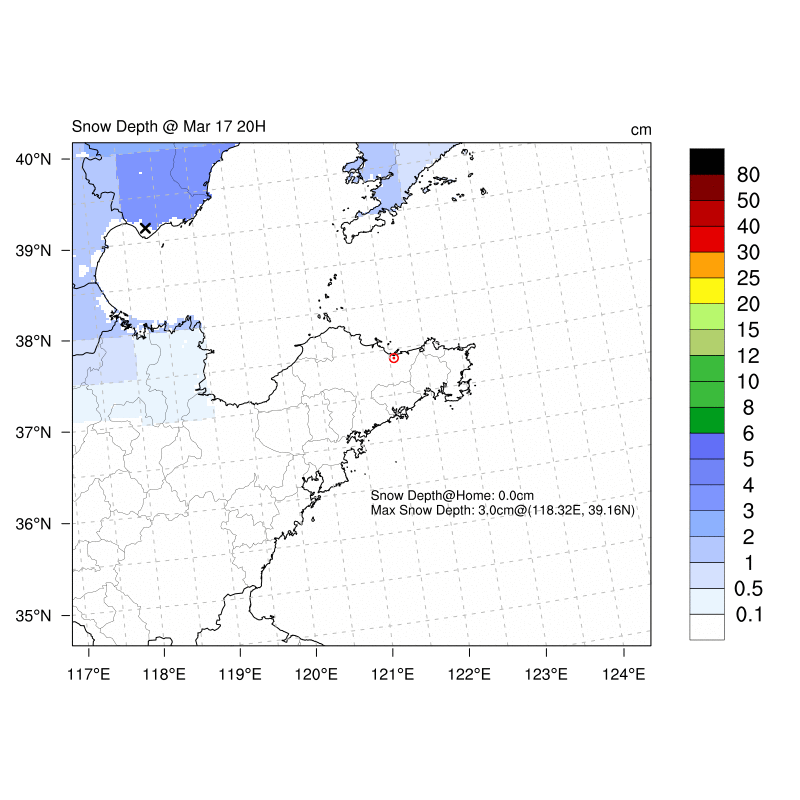 Snow Depth @ Mar 17 20H
cm
40°N
39°N
38°N
37°N
36°N
35°N
117°E
118°E
119°E
120°E
121°E
122°E
123°E
124°E
Snow Depth@Home: 0.0cm
Max Snow Depth: 3.0cm@(118.32E, 39.16N)
80
50
40
30
25
20
15
12
10
8
6
5
4
3
2
1
0.5
0.1